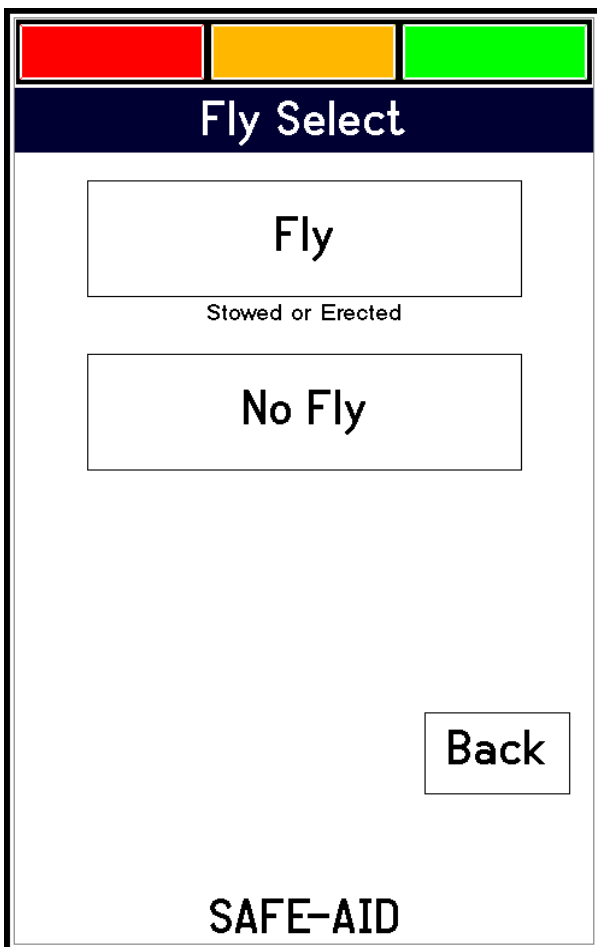 Fly Select
Fly
Stowed or Erected
No Fly
Back
SAFE-AID